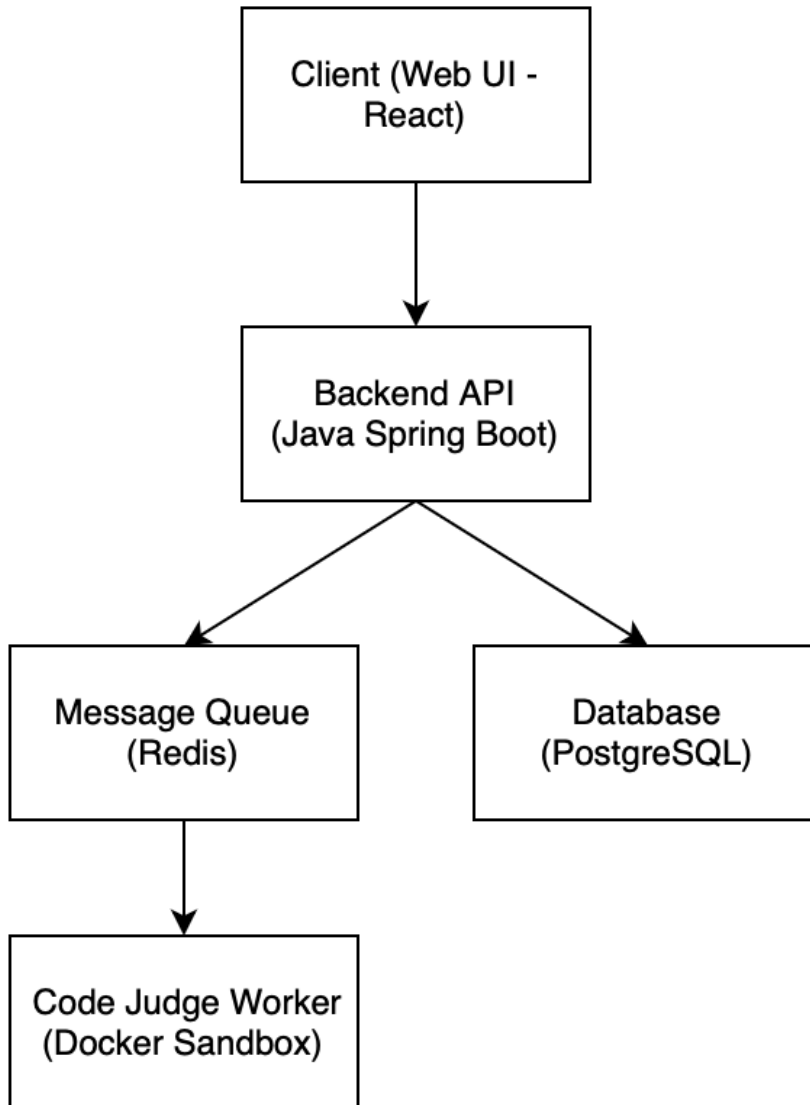 Client (Web UI -
React)
Backend API
(Java Spring Boot)
Message Queue
(Redis)
Database
(PostgreSQL)
Code Judge Worker
(Docker Sandbox)